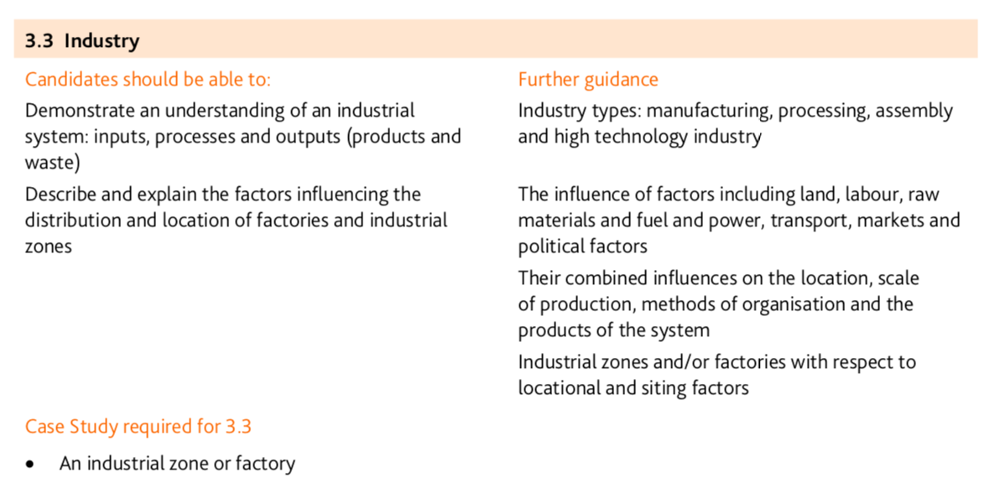 3.3 Industry
Candidates should be able to:
Demonstrate an understanding of an industrial
system: inputs, processes and outputs (products and
waste)
Further guidance
Industry types: manufacturing, processing, assembly
and high technology industry
Describe and explain the factors influencing the
distribution and location of factories and industrial
zones
The influence of factors including land, labour, raw
materials and fuel and power, transport, markets and
political factors
Their combined influences on the location, scale
of production, methods of organisation and the
products of the system
Industrial zones and/or factories with respect to
locational and siting factors
Case Study required for 3.3
• An industrial zone or factory